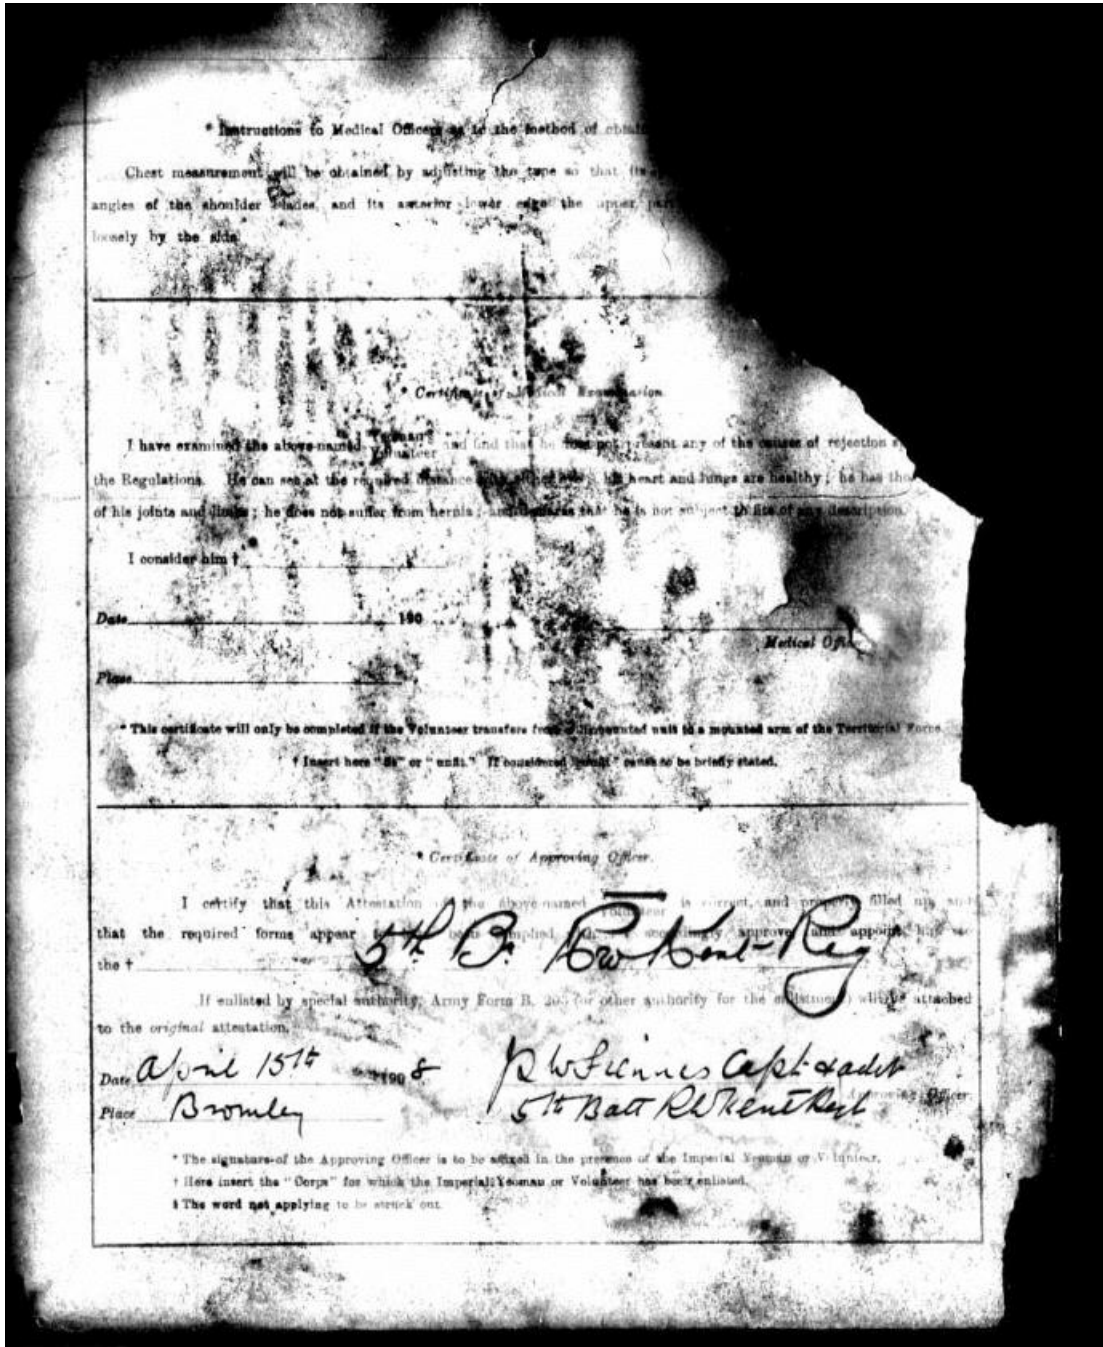 * Instructions to Medical Officers as to the method of
Chest measurement will be obtained by adjusting the tape so that its
angles of the shoulder blades, and its anterior lower edge the upper
loosely by the side.
* Certificate of Medical Examination.
I have examined the above-named Yeoman Volunteer and find that he does not present any of the causes of rejection
the Regulations. He can see at the required distance with either eye; his heart and lungs are healthy; he has
of his joints and limbs; he does not suffer from hernia; and declares that he is not subject to fits of any description.
I consider him †
Date 190
Medical
Place
* This certificate will only be completed if the Volunteer transfers from a dismounted unit to a mounted arm of the Territorial Force.
† Insert here "fit" or "unfit." If considered "unfit" cause to be briefly stated.
* Certificate of Approving Officer.
I certify that this Attestation of the above-named Volunteer is correct, and properly filled up, and
that the required forms appear to have been complied with. I accordingly approve, and appoint him to
the † 5th Bn Rl W Kent Reg
If enlisted by special authority, Army Form B. (or other authority for the enlistment) will be attached
to the original attestation.
Date April 15th 1908 Capt & adjt
Approving Officer.
Place Bromley 5th Batt R W Kent Regt
* The signature of the Approving Officer is to be affixed in the presence of the Imperial Yeoman or Volunteer.
† Here insert the "Corps" for which the Imperial Yeoman or Volunteer has been enlisted.
‡ The word not applying to be struck out.